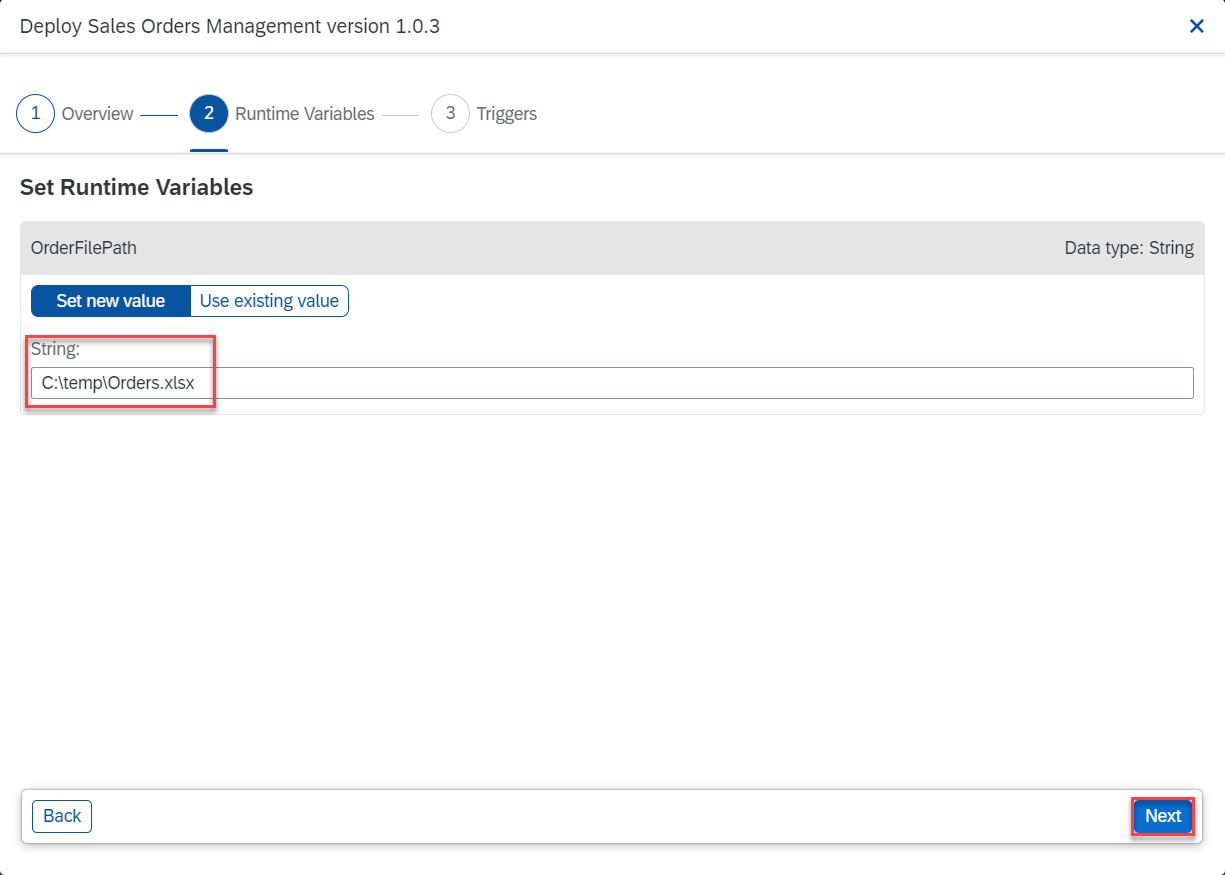 Deploy Sales Orders Management version 1.0.3
1 Overview 2 Runtime Variables 3 Triggers
Set Runtime Variables
OrderFilePath Data type: String
Set new value Use existing value
String:
C:\temp\Orders.xlsx
Back Next